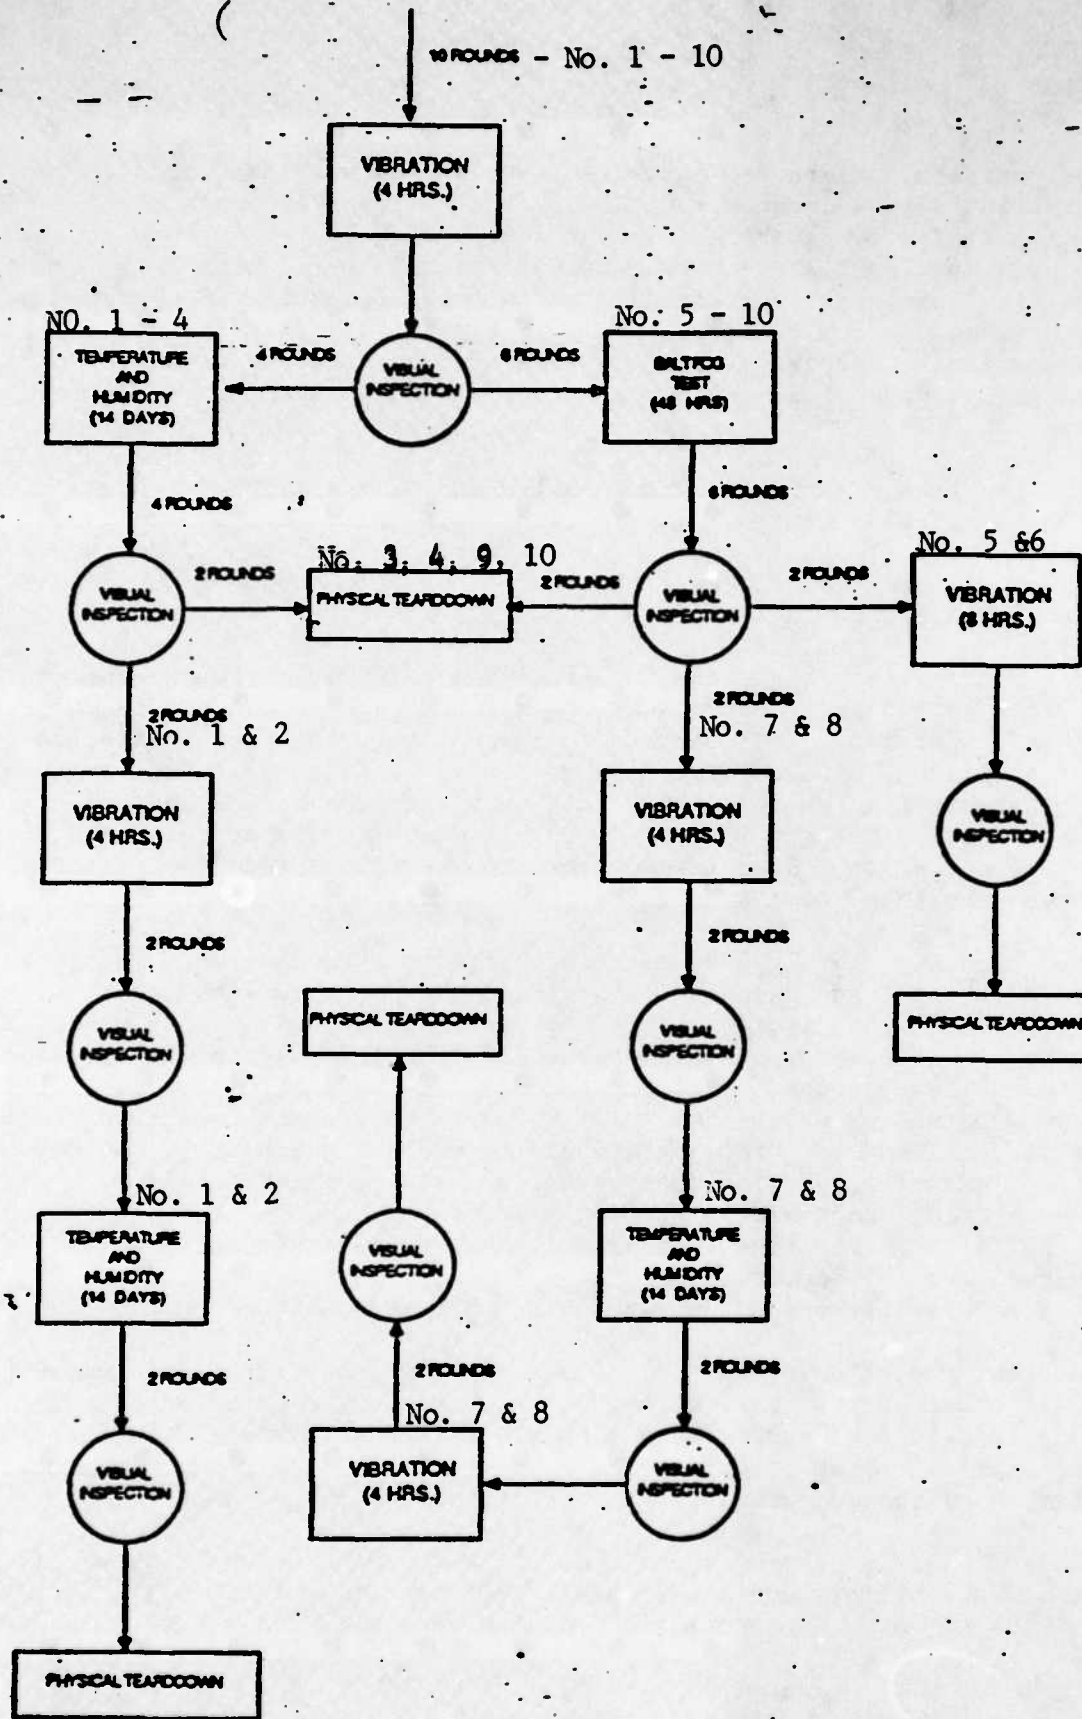 10 ROUNDS - No. 1 - 10
VIBRATION
(4 HRS.)
NO. 1 - 4
No. 5 - 10
TEMPERATURE
AND
HUMIDITY
(14 DAYS)
4 ROUNDS
VISUAL
INSPECTION
6 ROUNDS
SALT FOG
TEST
(48 HRS)
4 ROUNDS
6 ROUNDS
No. 3, 4, 9, 10
No. 5 &6
VISUAL
INSPECTION
2 ROUNDS
PHYSICAL TEARDDOWN
2 ROUNDS
VISUAL
INSPECTION
2 ROUNDS
VIBRATION
(8 HRS.)
2 ROUNDS
No. 1 & 2
2 ROUNDS
No. 7 & 8
VIBRATION
(4 HRS.)
VIBRATION
(4 HRS.)
VISUAL
INSPECTION
2 ROUNDS
2 ROUNDS
VISUAL
INSPECTION
PHYSICAL TEARDDOWN
VISUAL
INSPECTION
PHYSICAL TEARDDOWN
No. 1 & 2
No. 7 & 8
TEMPERATURE
AND
HUMIDITY
(14 DAYS)
VISUAL
INSPECTION
TEMPERATURE
AND
HUMIDITY
(14 DAYS)
2 ROUNDS
2 ROUNDS
2 ROUNDS
No. 7 & 8
VISUAL
INSPECTION
VIBRATION
(4 HRS.)
VISUAL
INSPECTION
PHYSICAL TEARDDOWN